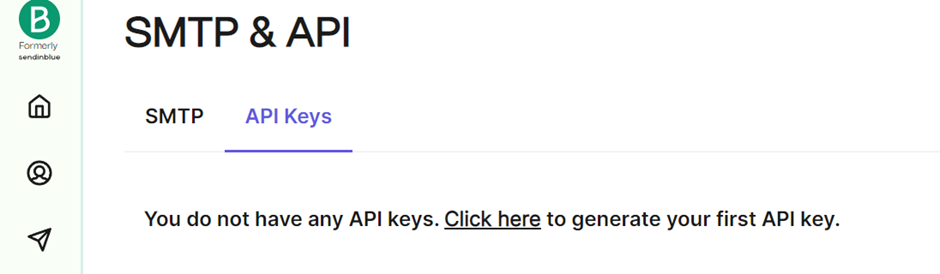 B
Formerly
sendinblue
SMTP & API
SMTP API Keys
You do not have any API keys. Click here to generate your first API key.